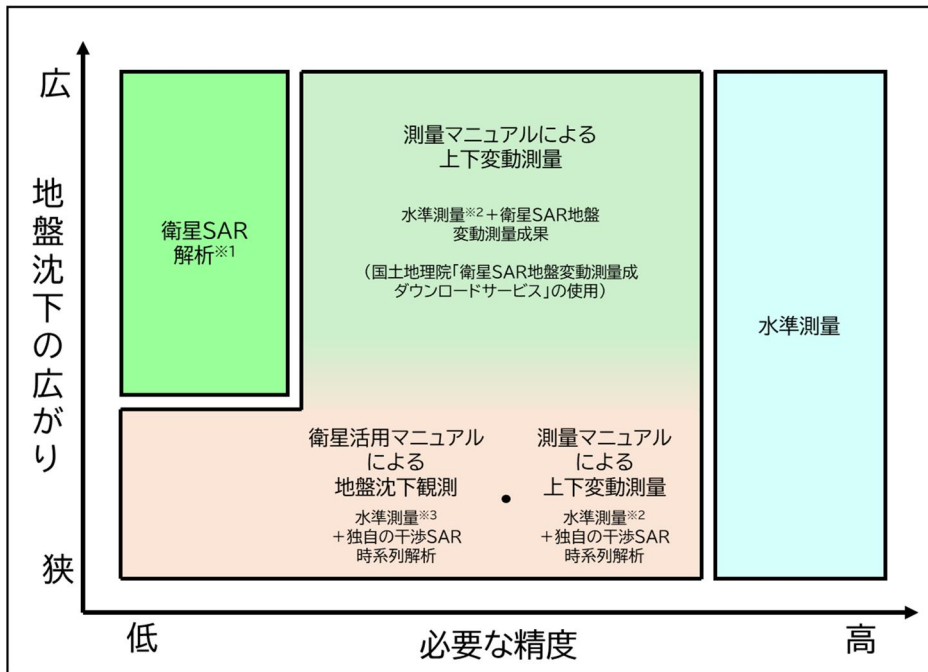 広
地盤沈下の広がり
狭
衛星SAR
解析※1
測量マニュアルによる
上下変動測量
水準測量※2＋衛星SAR地盤
変動測量成果
（国土地理院「衛星SAR地盤変動測量成
ダウンロードサービス」の使用）
水準測量
衛星活用マニュアル
による
地盤沈下観測
水準測量※3
＋独自の干渉SAR
時系列解析
・
測量マニュアル
による
上下変動測量
水準測量※2
＋独自の干渉SAR
時系列解析
低
必要な精度
高